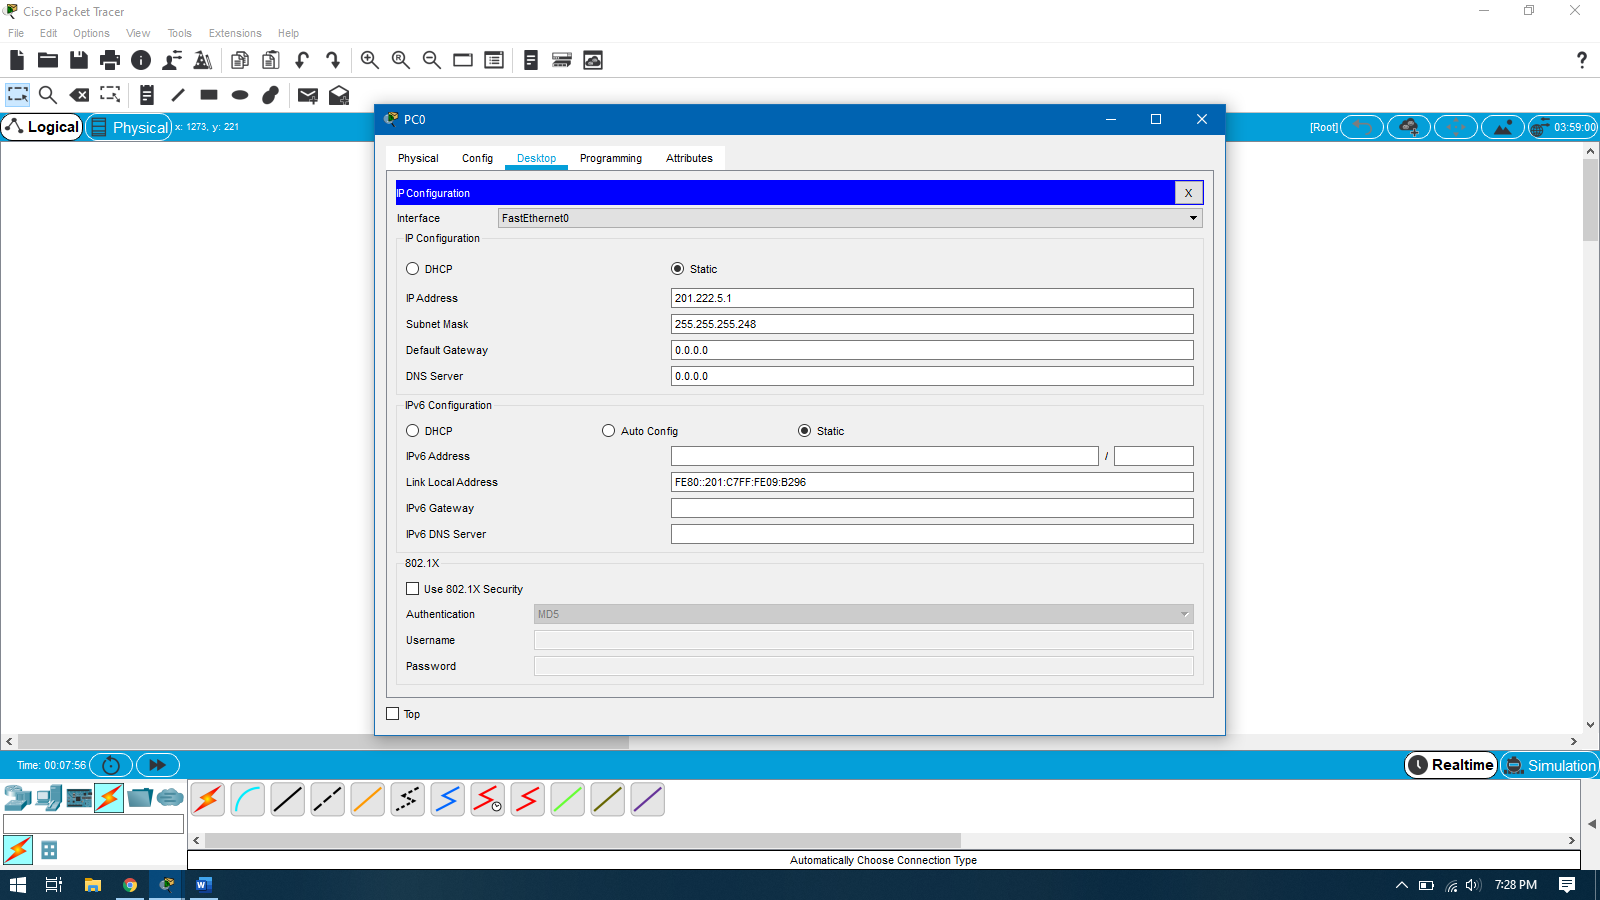 Cisco Packet Tracer
File Edit Options View Tools Extensions Help
Logical Physical x: 1273, y: 221 [Root] 03:59:00
PC0
Physical Config Desktop Programming Attributes
IP Configuration X
Interface FastEthernet0
IP Configuration
DHCP Static
IP Address 201.222.5.1
Subnet Mask 255.255.255.248
Default Gateway 0.0.0.0
DNS Server 0.0.0.0
IPv6 Configuration
DHCP Auto Config Static
IPv6 Address /
Link Local Address FE80::201:C7FF:FE09:B296
IPv6 Gateway
IPv6 DNS Server
802.1X
Use 802.1X Security
Authentication MD5
Username
Password
Top
Time: 00:07:56 Realtime Simulation
Automatically Choose Connection Type
7:28 PM